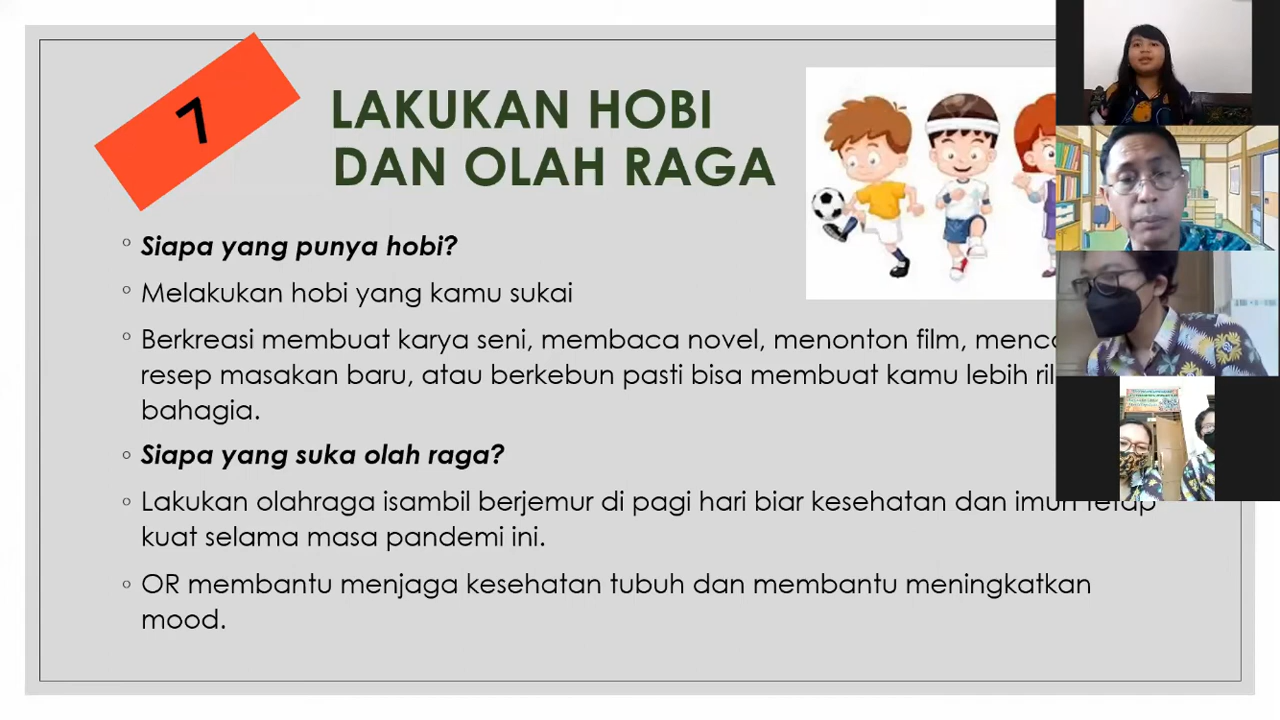 7
LAKUKAN HOBI
DAN OLAH RAGA
Siapa yang punya hobi?
Melakukan hobi yang kamu sukai
Berkreasi membuat karya seni, membaca novel, menonton film,
resep masakan baru, atau berkebun pasti bisa membuat kamu lebih
bahagia.
Siapa yang suka olah raga?
Lakukan olahraga isambil berjemur di pagi hari biar kesehatan dan imun tetap
kuat selama masa pandemi ini.
OR membantu menjaga kesehatan tubuh dan membantu meningkatkan
mood.